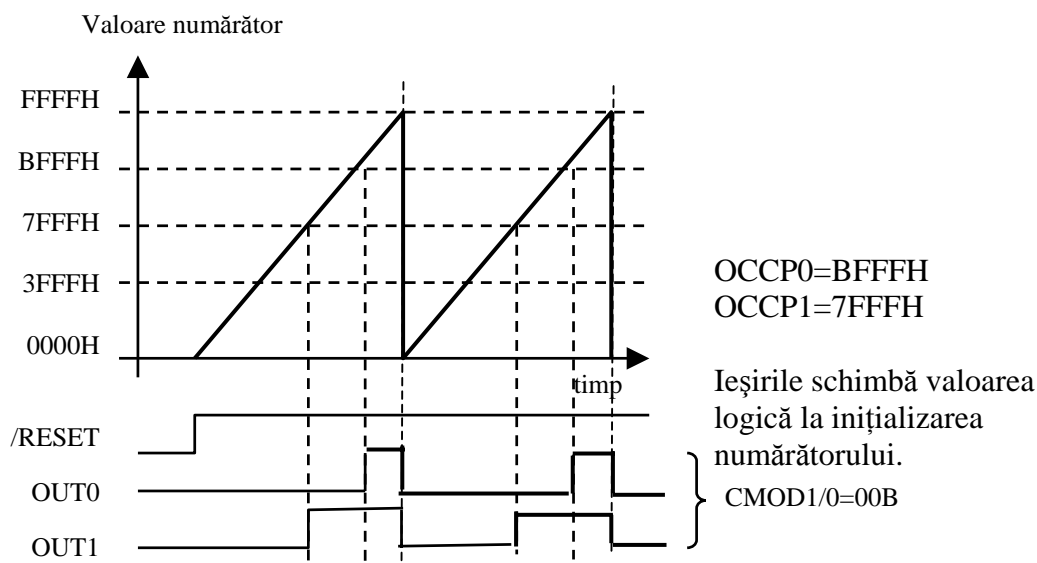 Valoare numărător
FFFFH
BFFFH
7FFFH
3FFFH
0000H
timp
OCCP0=BFFFH
OCCP1=7FFFH
Ieşirile schimbă valoarea
logică la iniţializarea
numărătorului.
/RESET
OUT0
OUT1
CMOD1/0=00B